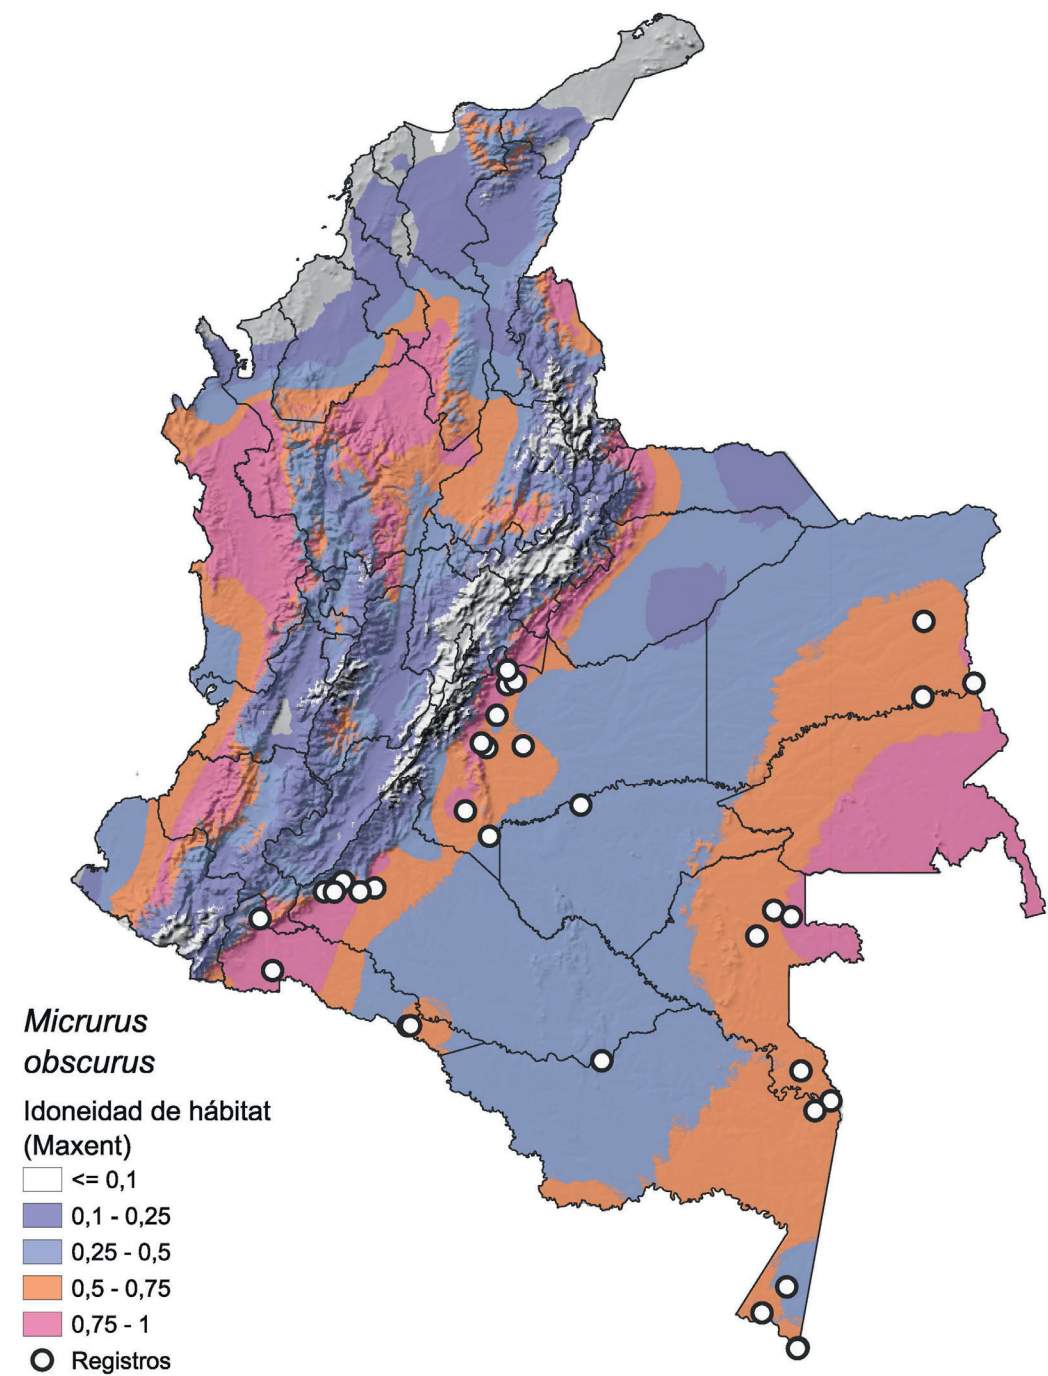 Micrurus
obscurus
Idoneidad de hábitat
(Maxent)
<= 0,1
0,1 - 0,25
0,25 - 0,5
0,5 - 0,75
0,75 - 1
Registros